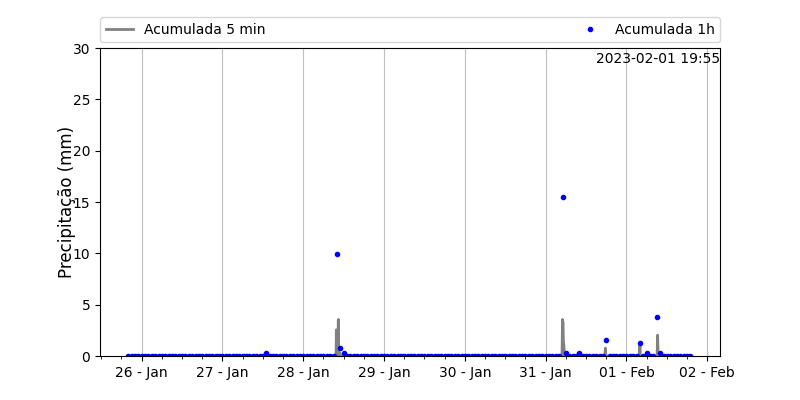 Acumulada 5 min
Acumulada 1h
2023-02-01 19:55
Precipitação (mm)
30
25
20
15
10
5
0
26 - Jan 27 - Jan 28 - Jan 29 - Jan 30 - Jan 31 - Jan 01 - Feb 02 - Feb